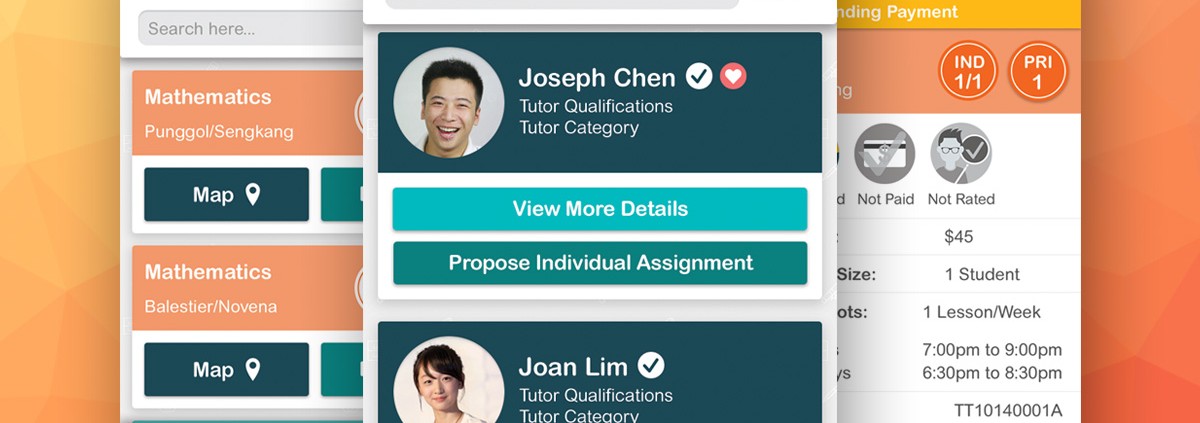 Search here...
Mathematics
Punggol/Sengkang
Map
Mathematics
Balestier/Novena
Map
Joseph Chen
Tutor Qualifications
Tutor Category
View More Details
Propose Individual Assignment
Joan Lim
Tutor Qualifications
Tutor Category
nding Payment
IND
1/1
PRI
1
ng
d
Not Paid
Not Rated
: $45
Size: 1 Student
ots: 1 Lesson/Week
s 7:00pm to 9:00pm
ys 6:30pm to 8:30pm
TT10140001A